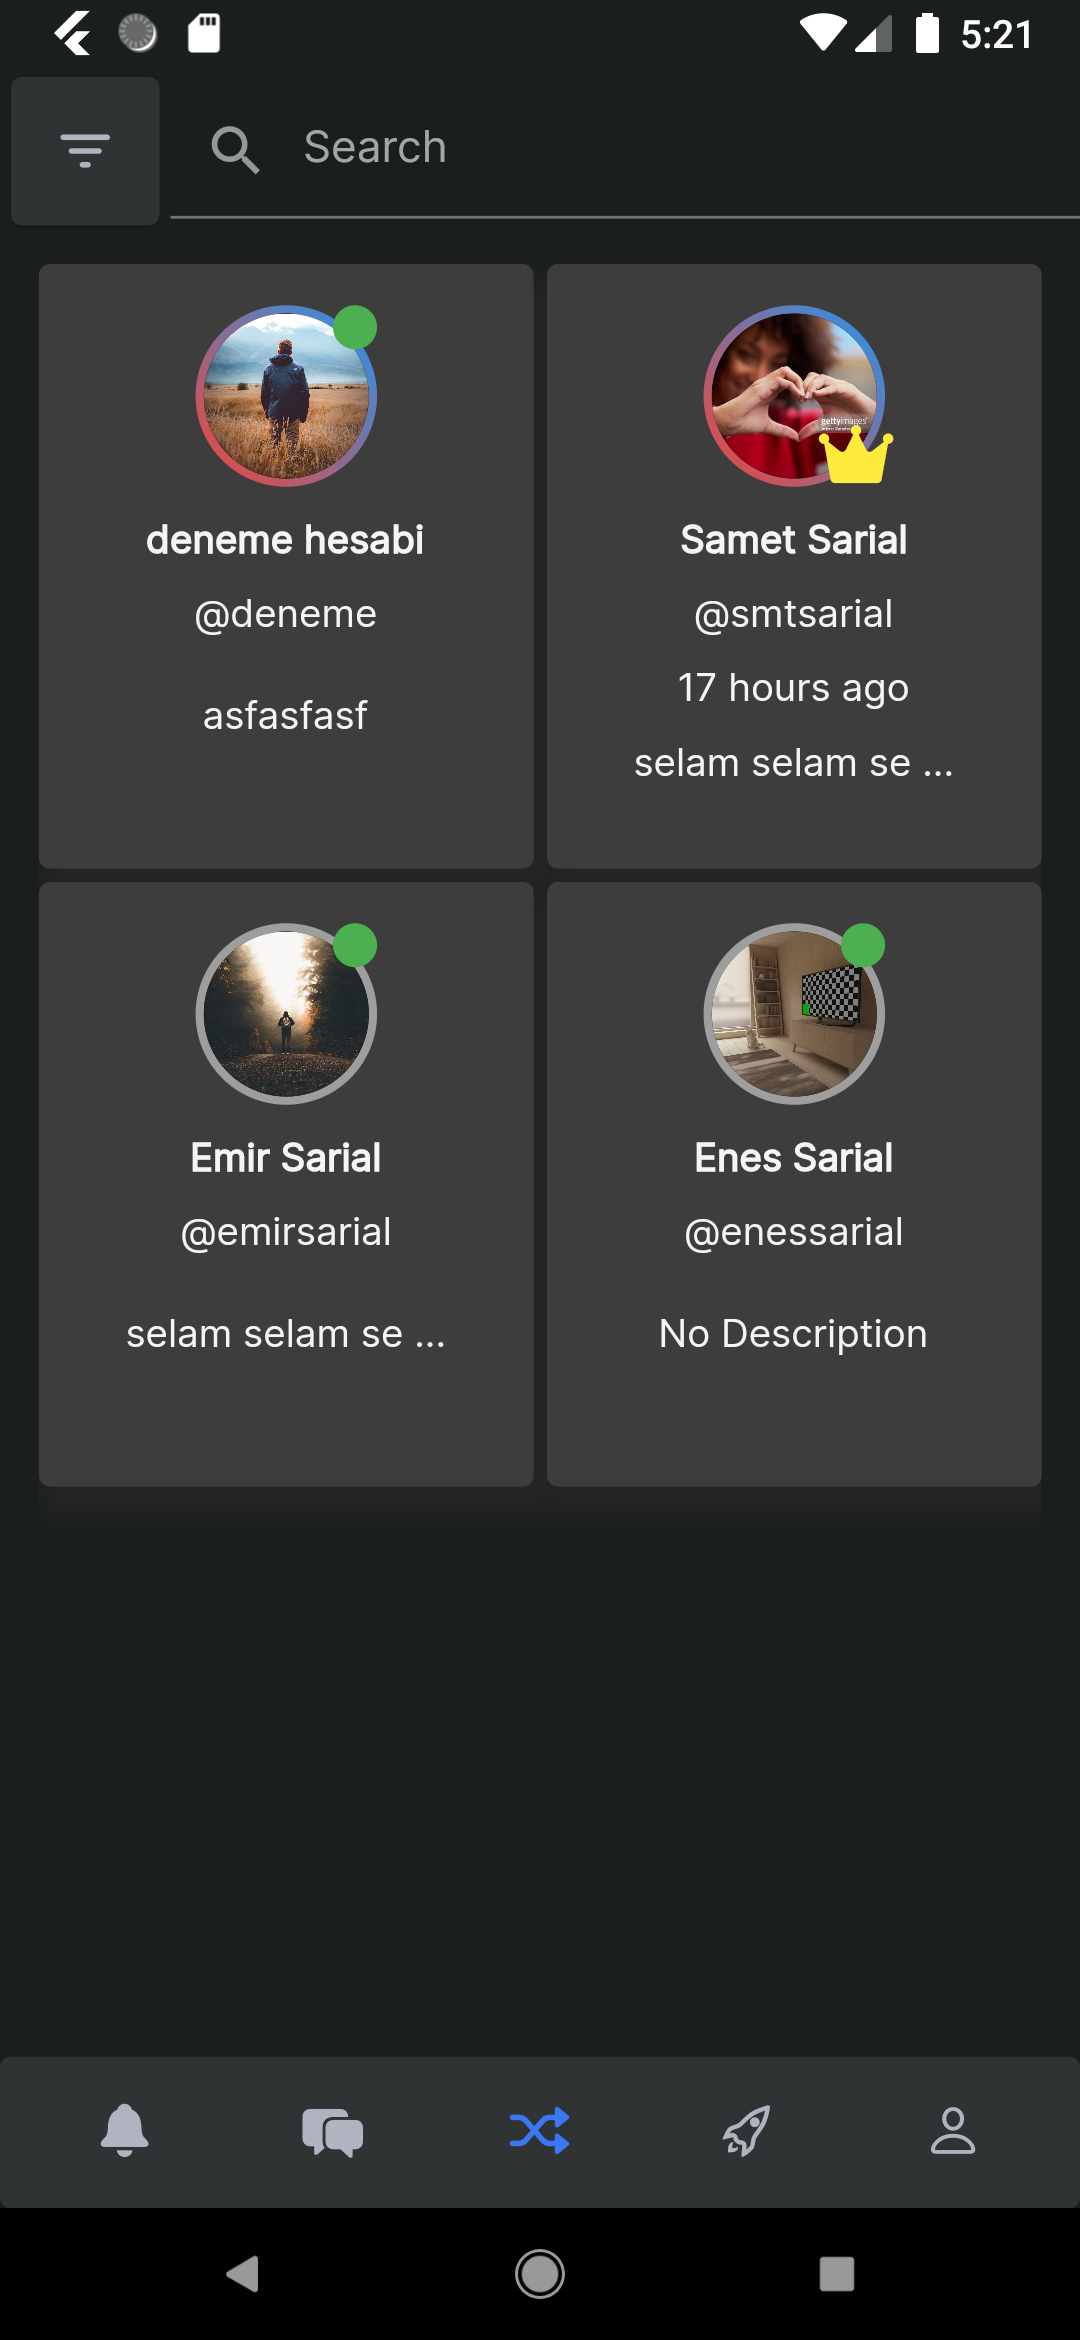 5:21
Search
deneme hesabi
@deneme
asfasfasf
gettyimages
Samet Sarial
@smtsarial
17 hours ago
selam selam se ...
Emir Sarial
@emirsarial
selam selam se ...
Enes Sarial
@enessarial
No Description